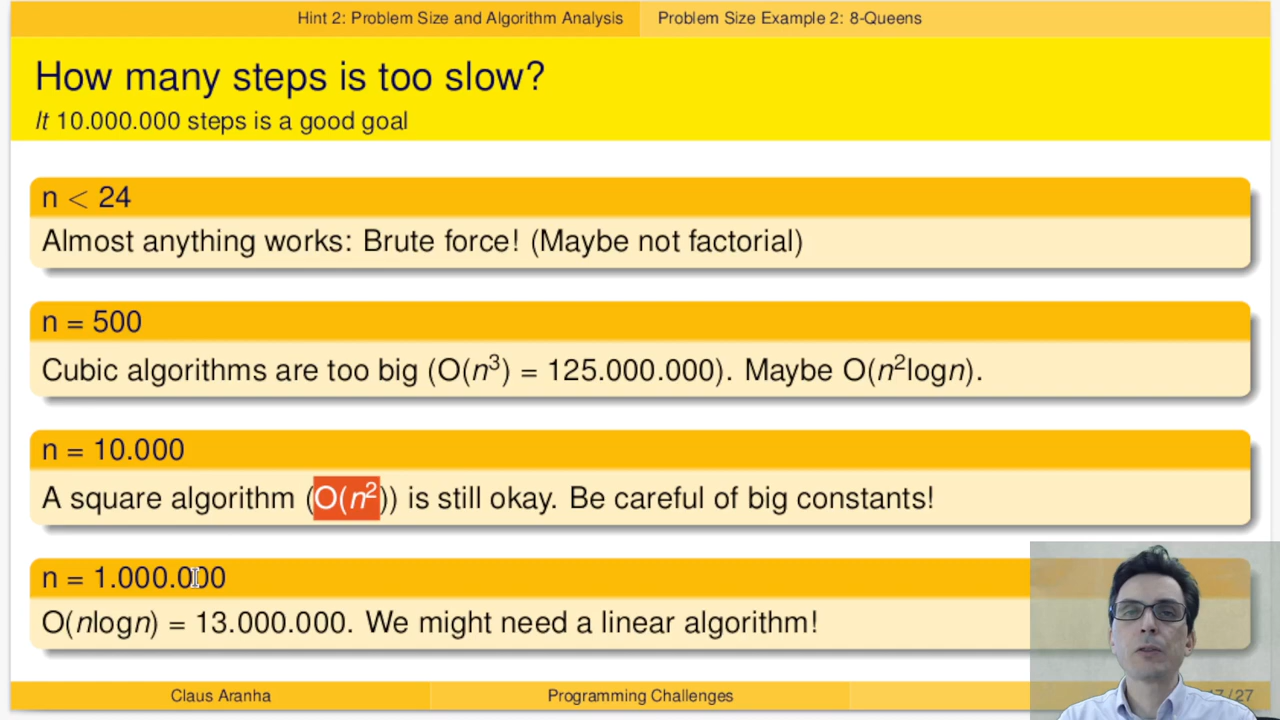 Hint 2: Problem Size and Algorithm Analysis
Problem Size Example 2: 8-Queens
How many steps is too slow?
It 10.000.000 steps is a good goal
n < 24
Almost anything works: Brute force! (Maybe not factorial)
n = 500
Cubic algorithms are too big (O(n³) = 125.000.000). Maybe O(n²logn).
n = 10.000
A square algorithm (O(n²)) is still okay. Be careful of big constants!
n = 1.000.000
O(nlogn) = 13.000.000. We might need a linear algorithm!
Claus Aranha
Programming Challenges
17 / 27